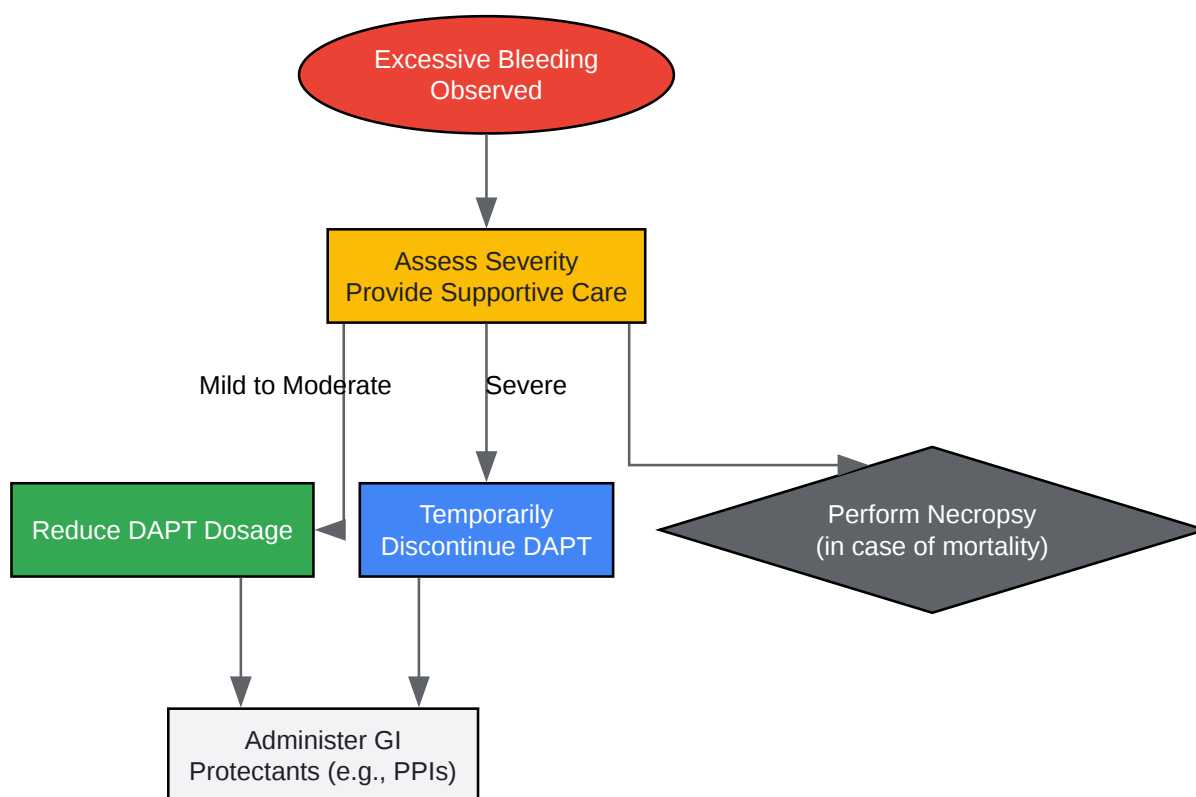 Excessive Bleeding
Observed
Assess Severity
Provide Supportive Care
Mild to Moderate
Severe
Reduce DAPT Dosage
Temporarily
Discontinue DAPT
Perform Necropsy
(in case of mortality)
Administer GI
Protectants (e.g., PPIs)